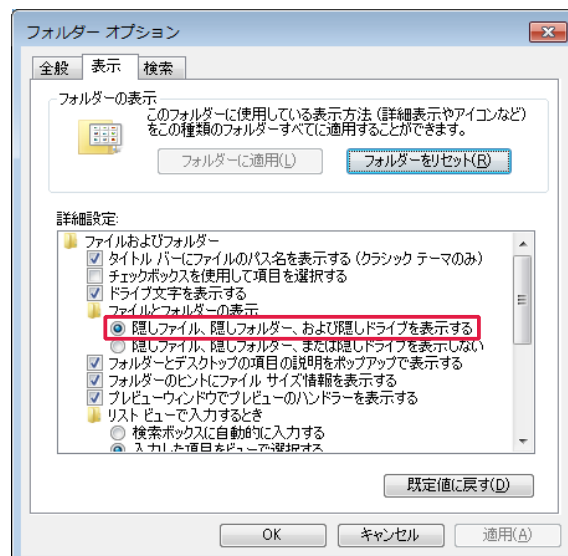 フォルダー オプション
全般 表示 検索
フォルダーの表示
このフォルダーに使用している表示方法 (詳細表示やアイコンなど)
をこの種類のフォルダーすべてに適用することができます。
フォルダーに適用(L) フォルダーをリセット(R)
詳細設定:
ファイルおよびフォルダー
タイトル バーにファイルのパス名を表示する (クラシック テーマのみ)
チェックボックスを使用して項目を選択する
ドライブ文字を表示する
ファイルとフォルダーの表示
隠しファイル、隠しフォルダー、および隠しドライブを表示する
隠しファイル、隠しフォルダー、または隠しドライブを表示しない
フォルダーとデスクトップの項目の説明をポップアップで表示する
フォルダーのヒントにファイル サイズ情報を表示する
プレビューウィンドウでプレビューのハンドラーを表示する
リスト ビューで入力するとき
検索ボックスに自動的に入力する
入力した項目をビューで選択する
既定値に戻す(D)
OK キャンセル 適用(A)